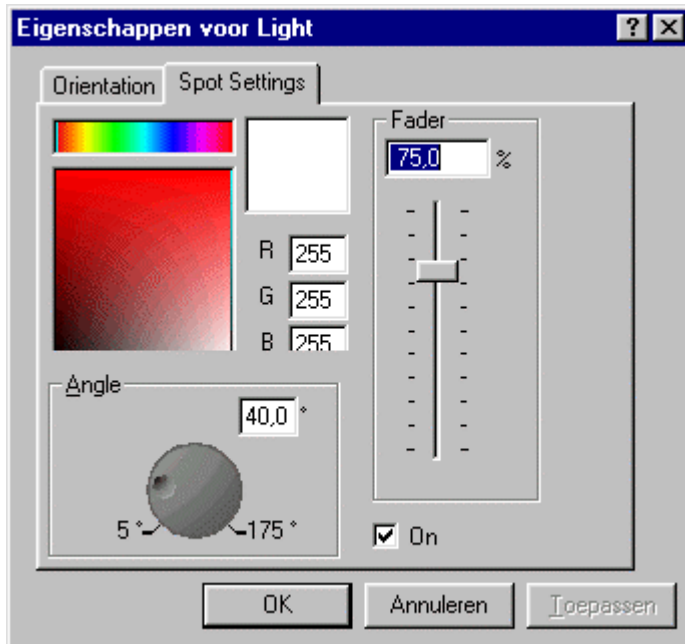 Eigenschappen voor Light
Orientation
Spot Settings
Fader
75,0 %
R 255
G 255
B 255
Angle
40,0 °
5 °
175 °
On
OK
Annuleren
Toepassen